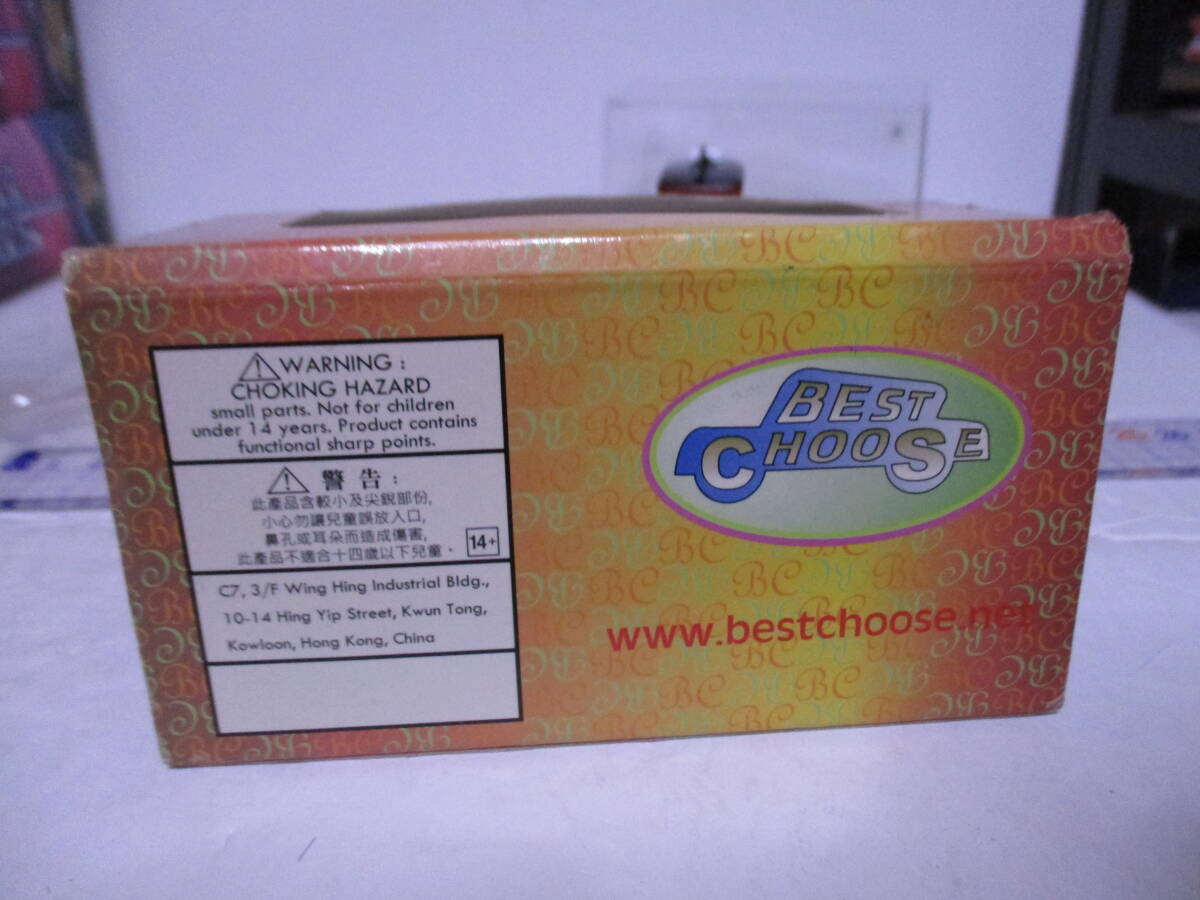 WARNING :
CHOKING HAZARD
small parts. Not for children
under 14 years. Product contains
functional sharp points.
警告:
此產品含較小及尖銳部份,
小心勿讓兒童誤放入口,
鼻孔或耳朵而造成傷害,
此產品不適合十四歲以下兒童。
14+
C7, 3/F Wing Hing Industrial Bldg.,
10-14 Hing Yip Street, Kwun Tong,
Kowloon, Hong Kong, China
BEST
CHOOSE
www.bestchoose.net